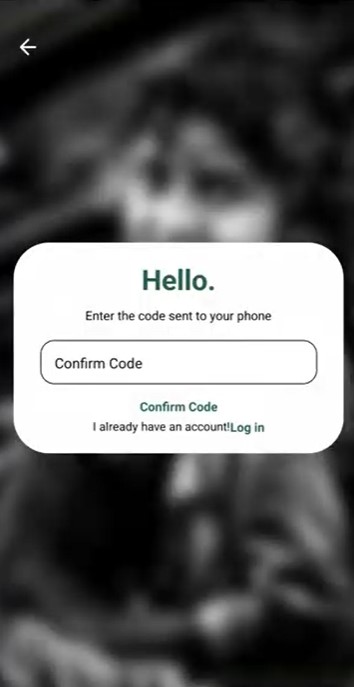 Hello.
Enter the code sent to your phone
Confirm Code
Confirm Code
I already have an account!Log in